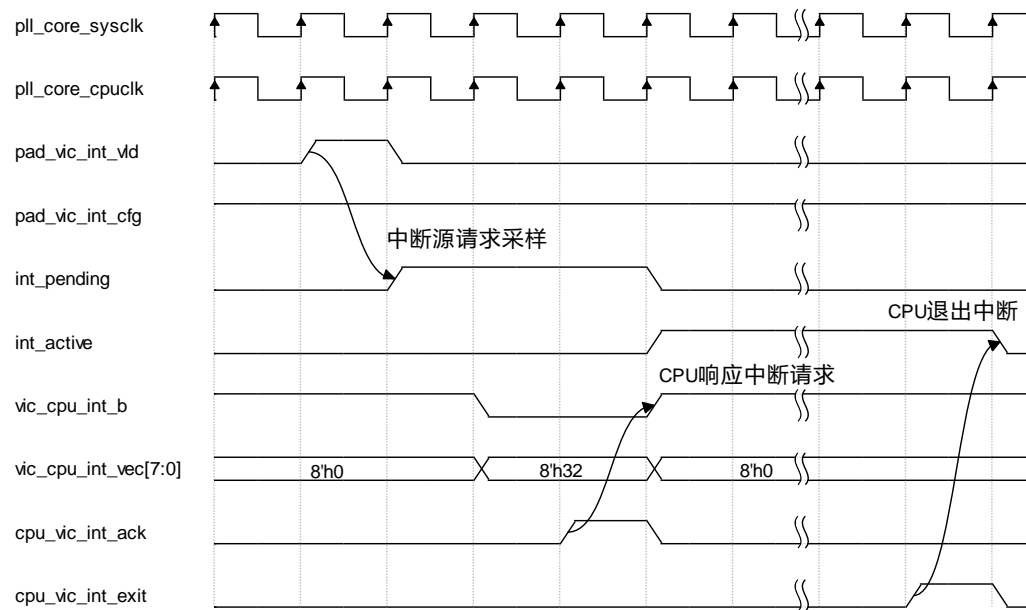 pll_core_sysclk
pll_core_cpuclk
pad_vic_int_vld
pad_vic_int_cfg
中断源请求采样
int_pending
CPU退出中断
int_active
CPU响应中断请求
vic_cpu_int_b
vic_cpu_int_vec[7:0] 8'h0 8'h32 8'h0
cpu_vic_int_ack
cpu_vic_int_exit